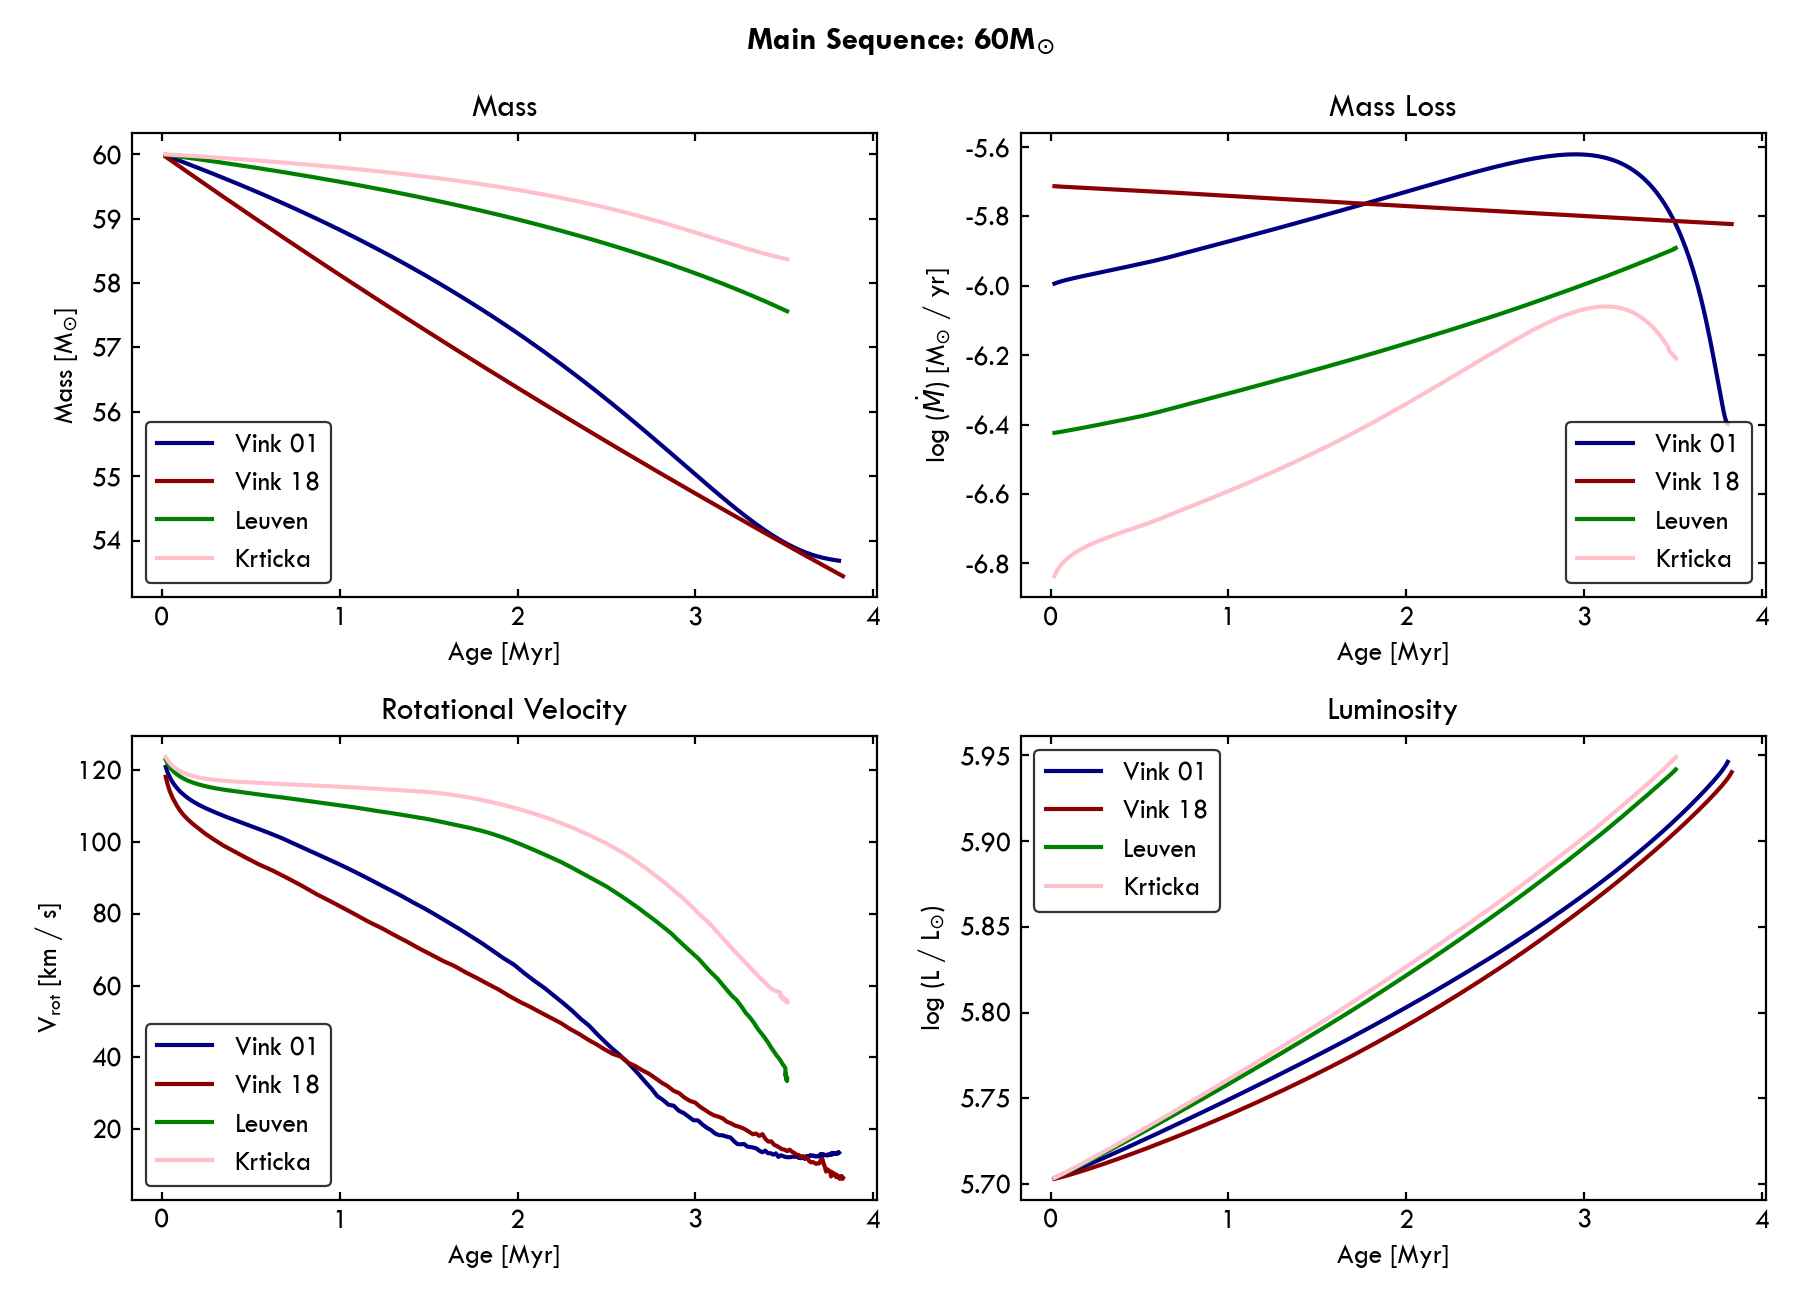 Main Sequence: 60M⊙
Mass
Mass [M⊙]
60
59
58
57
56
55
54
Vink 01
Vink 18
Leuven
Krticka
0 1 2 3 4
Age [Myr]
Mass Loss
log (Ṁ) [M⊙ / yr]
-5.6
-5.8
-6.0
-6.2
-6.4
-6.6
-6.8
Vink 01
Vink 18
Leuven
Krticka
0 1 2 3 4
Age [Myr]
Rotational Velocity
Vrot [km / s]
120
100
80
60
40
20
Vink 01
Vink 18
Leuven
Krticka
0 1 2 3 4
Age [Myr]
Luminosity
log (L / L⊙)
5.95
5.90
5.85
5.80
5.75
5.70
Vink 01
Vink 18
Leuven
Krticka
0 1 2 3 4
Age [Myr]